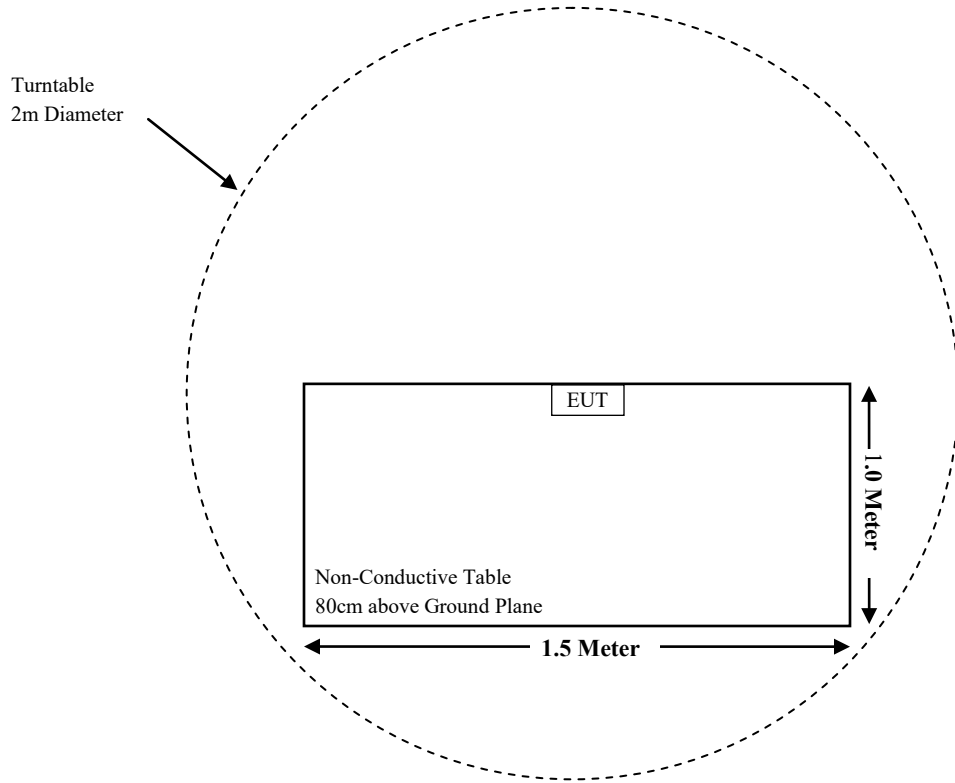 Turntable
2m Diameter
EUT
1.0 Meter
Non-Conductive Table
80cm above Ground Plane
1.5 Meter